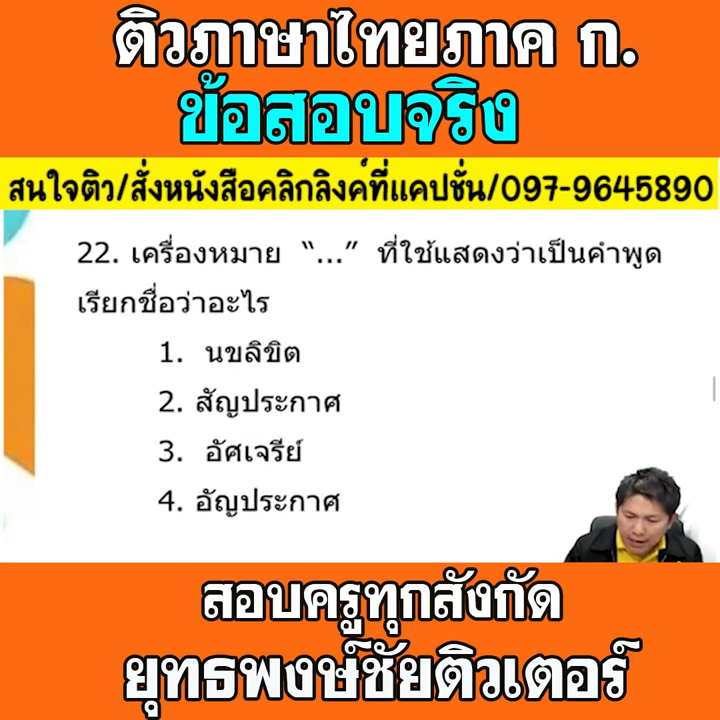 ติวภาษาไทยภาค ก.
ข้อสอบจริง
สนใจติว/สั่งหนังสือคลิกลิงค์ที่แคปชั่น/097-9645890
22. เครื่องหมาย “...” ที่ใช้แสดงว่าเป็นคำพูด
เรียกชื่อว่าอะไร
1. นขลิขิต
2. สัญประกาศ
3. อัศเจรีย์
4. อัญประกาศ
สอบครูทุกสังกัด
ยุทธพงษ์ชัยติวเตอร์